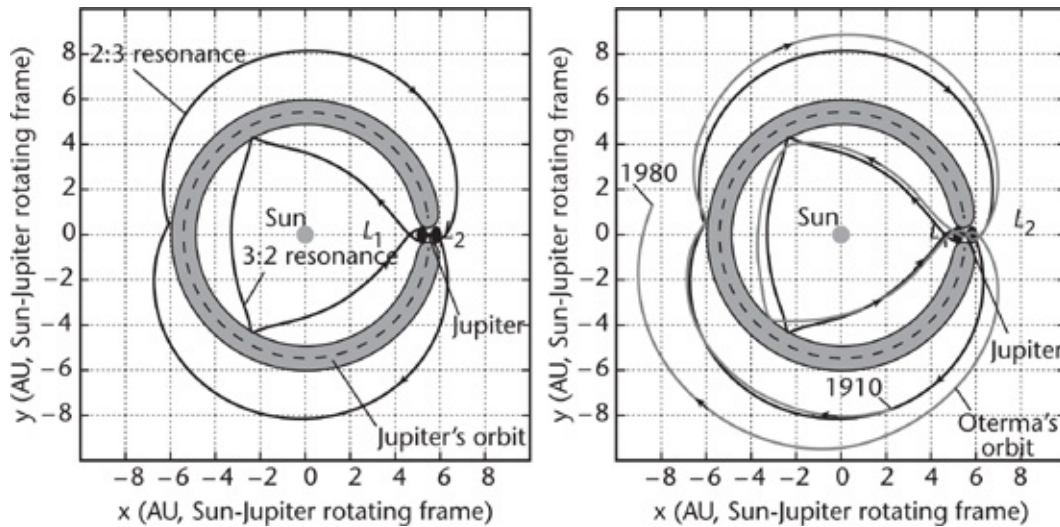 y (AU, Sun-Jupiter rotating frame)
8
6
4
2
0
−2
−4
−6
−8
2:3 resonance
Sun
L1
L2
3:2 resonance
Jupiter
Jupiter's orbit
−8 −6 −4 −2 0 2 4 6 8
x (AU, Sun-Jupiter rotating frame)
y (AU, Sun-Jupiter rotating frame)
8
6
4
2
0
−2
−4
−6
−8
1980
Sun
L2
Jupiter
1910
Oterma's
orbit
−8 −6 −4 −2 0 2 4 6 8
x (AU, Sun-Jupiter rotating frame)